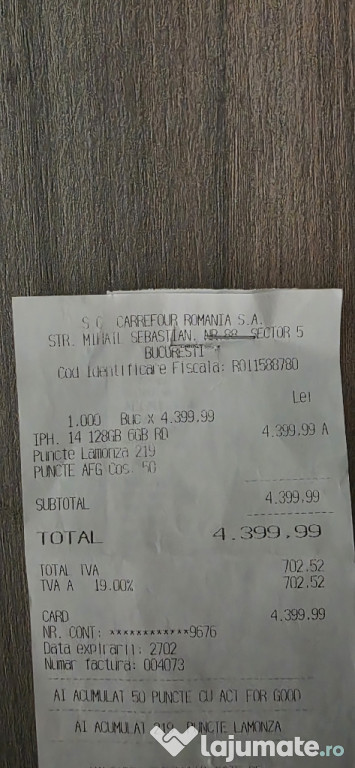 S.C. CARREFOUR ROMANIA S.A.
STR. MIHAIL SEBASTIAN, NR.88 SECTOR 5
BUCURESTI
Cod Identificare Fiscala: RO11588780
Lei
1.000 Buc x 4.399,99
IPH. 14 128GB 6GB RD 4.399,99 A
Puncte Lamonza 219
PUNCTE AFG Cos. 50
SUBTOTAL 4.399,99
TOTAL 4.399,99
TOTAL TVA 702,52
TVA A 19.00% 702,52
CARD 4.399,99
NR. CONT: ************9676
Data expirarii: 2702
Numar factura: 004073
AI ACUMULAT 50 PUNCTE CU ACT FOR GOOD
AI ACUMULAT 219 PUNCTE LAMONZA
lajumate.ro